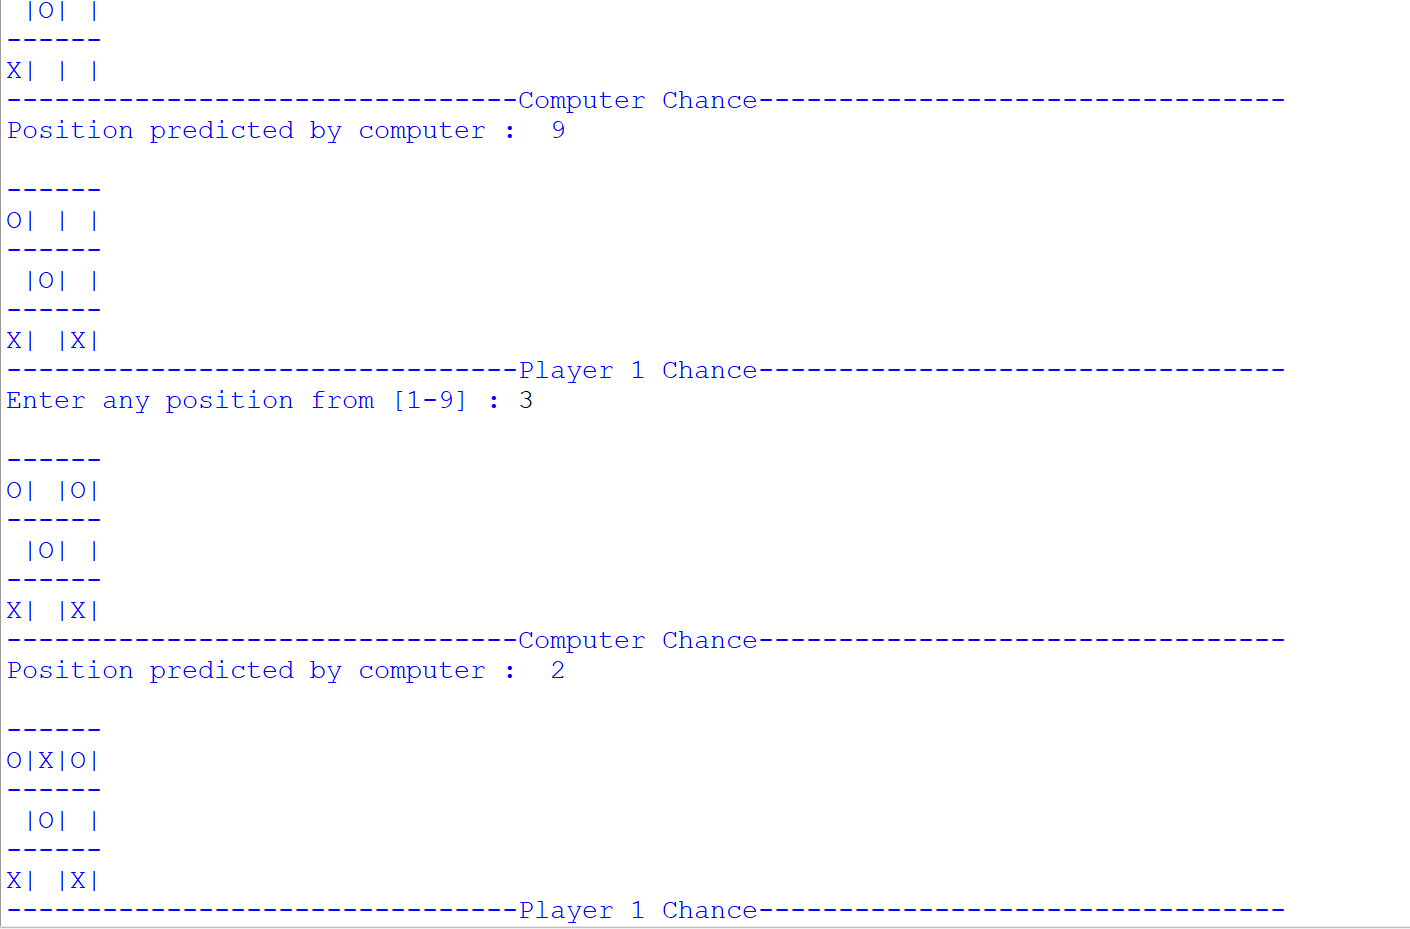 |O| |
------
X| | |
--------------------------------Computer Chance---------------------------------
Position predicted by computer :  9

------
O| | |
------
 |O| |
------
X| |X|
--------------------------------Player 1 Chance---------------------------------
Enter any position from [1-9] : 3

------
O| |O|
------
 |O| |
------
X| |X|
--------------------------------Computer Chance---------------------------------
Position predicted by computer :  2

------
O|X|O|
------
 |O| |
------
X| |X|
--------------------------------Player 1 Chance---------------------------------